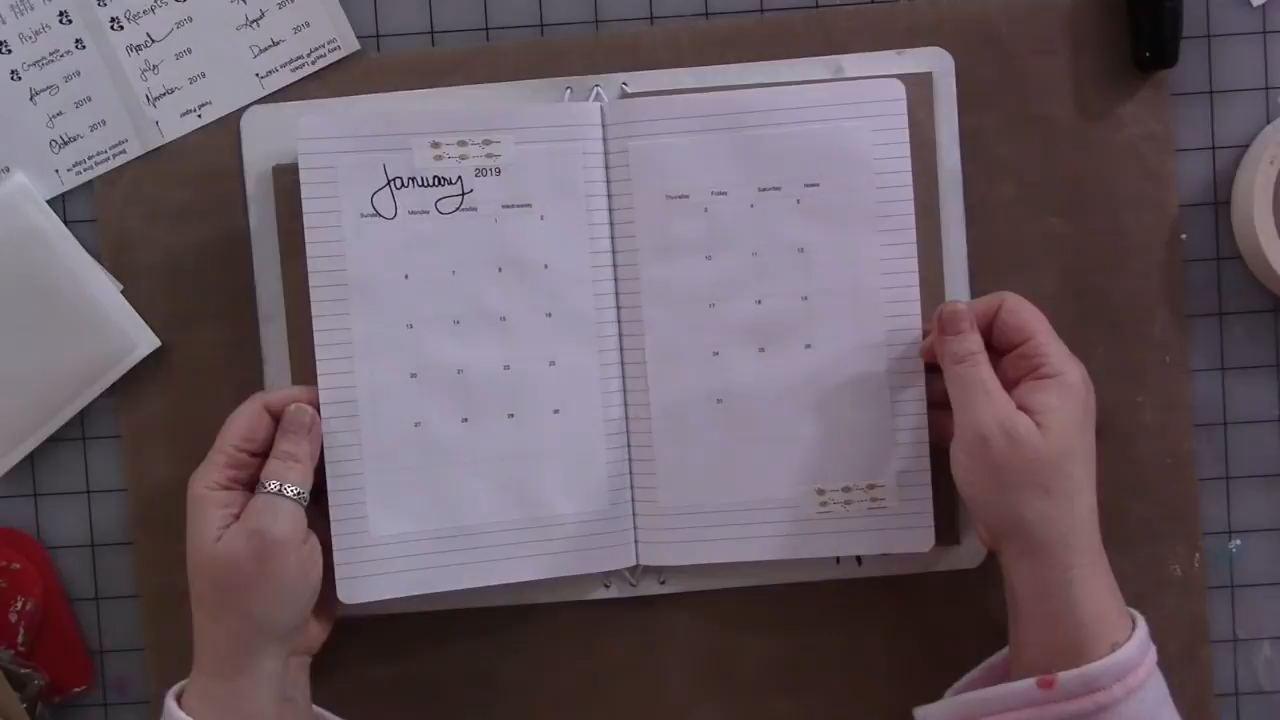 Projects
February
June 2019
October 2019
Receipts
March 2019
July 2019
November 2019
August 2019
December 2019
Feed Paper
January 2019
Sunday Monday Tuesday Wednesday
1 2
6 7 8 9
13 14 15 16
20 21 22 23
27 28 29 30
Thursday Friday Saturday Notes
3 4 5
10 11 12
17 18 19
24 25 26
31